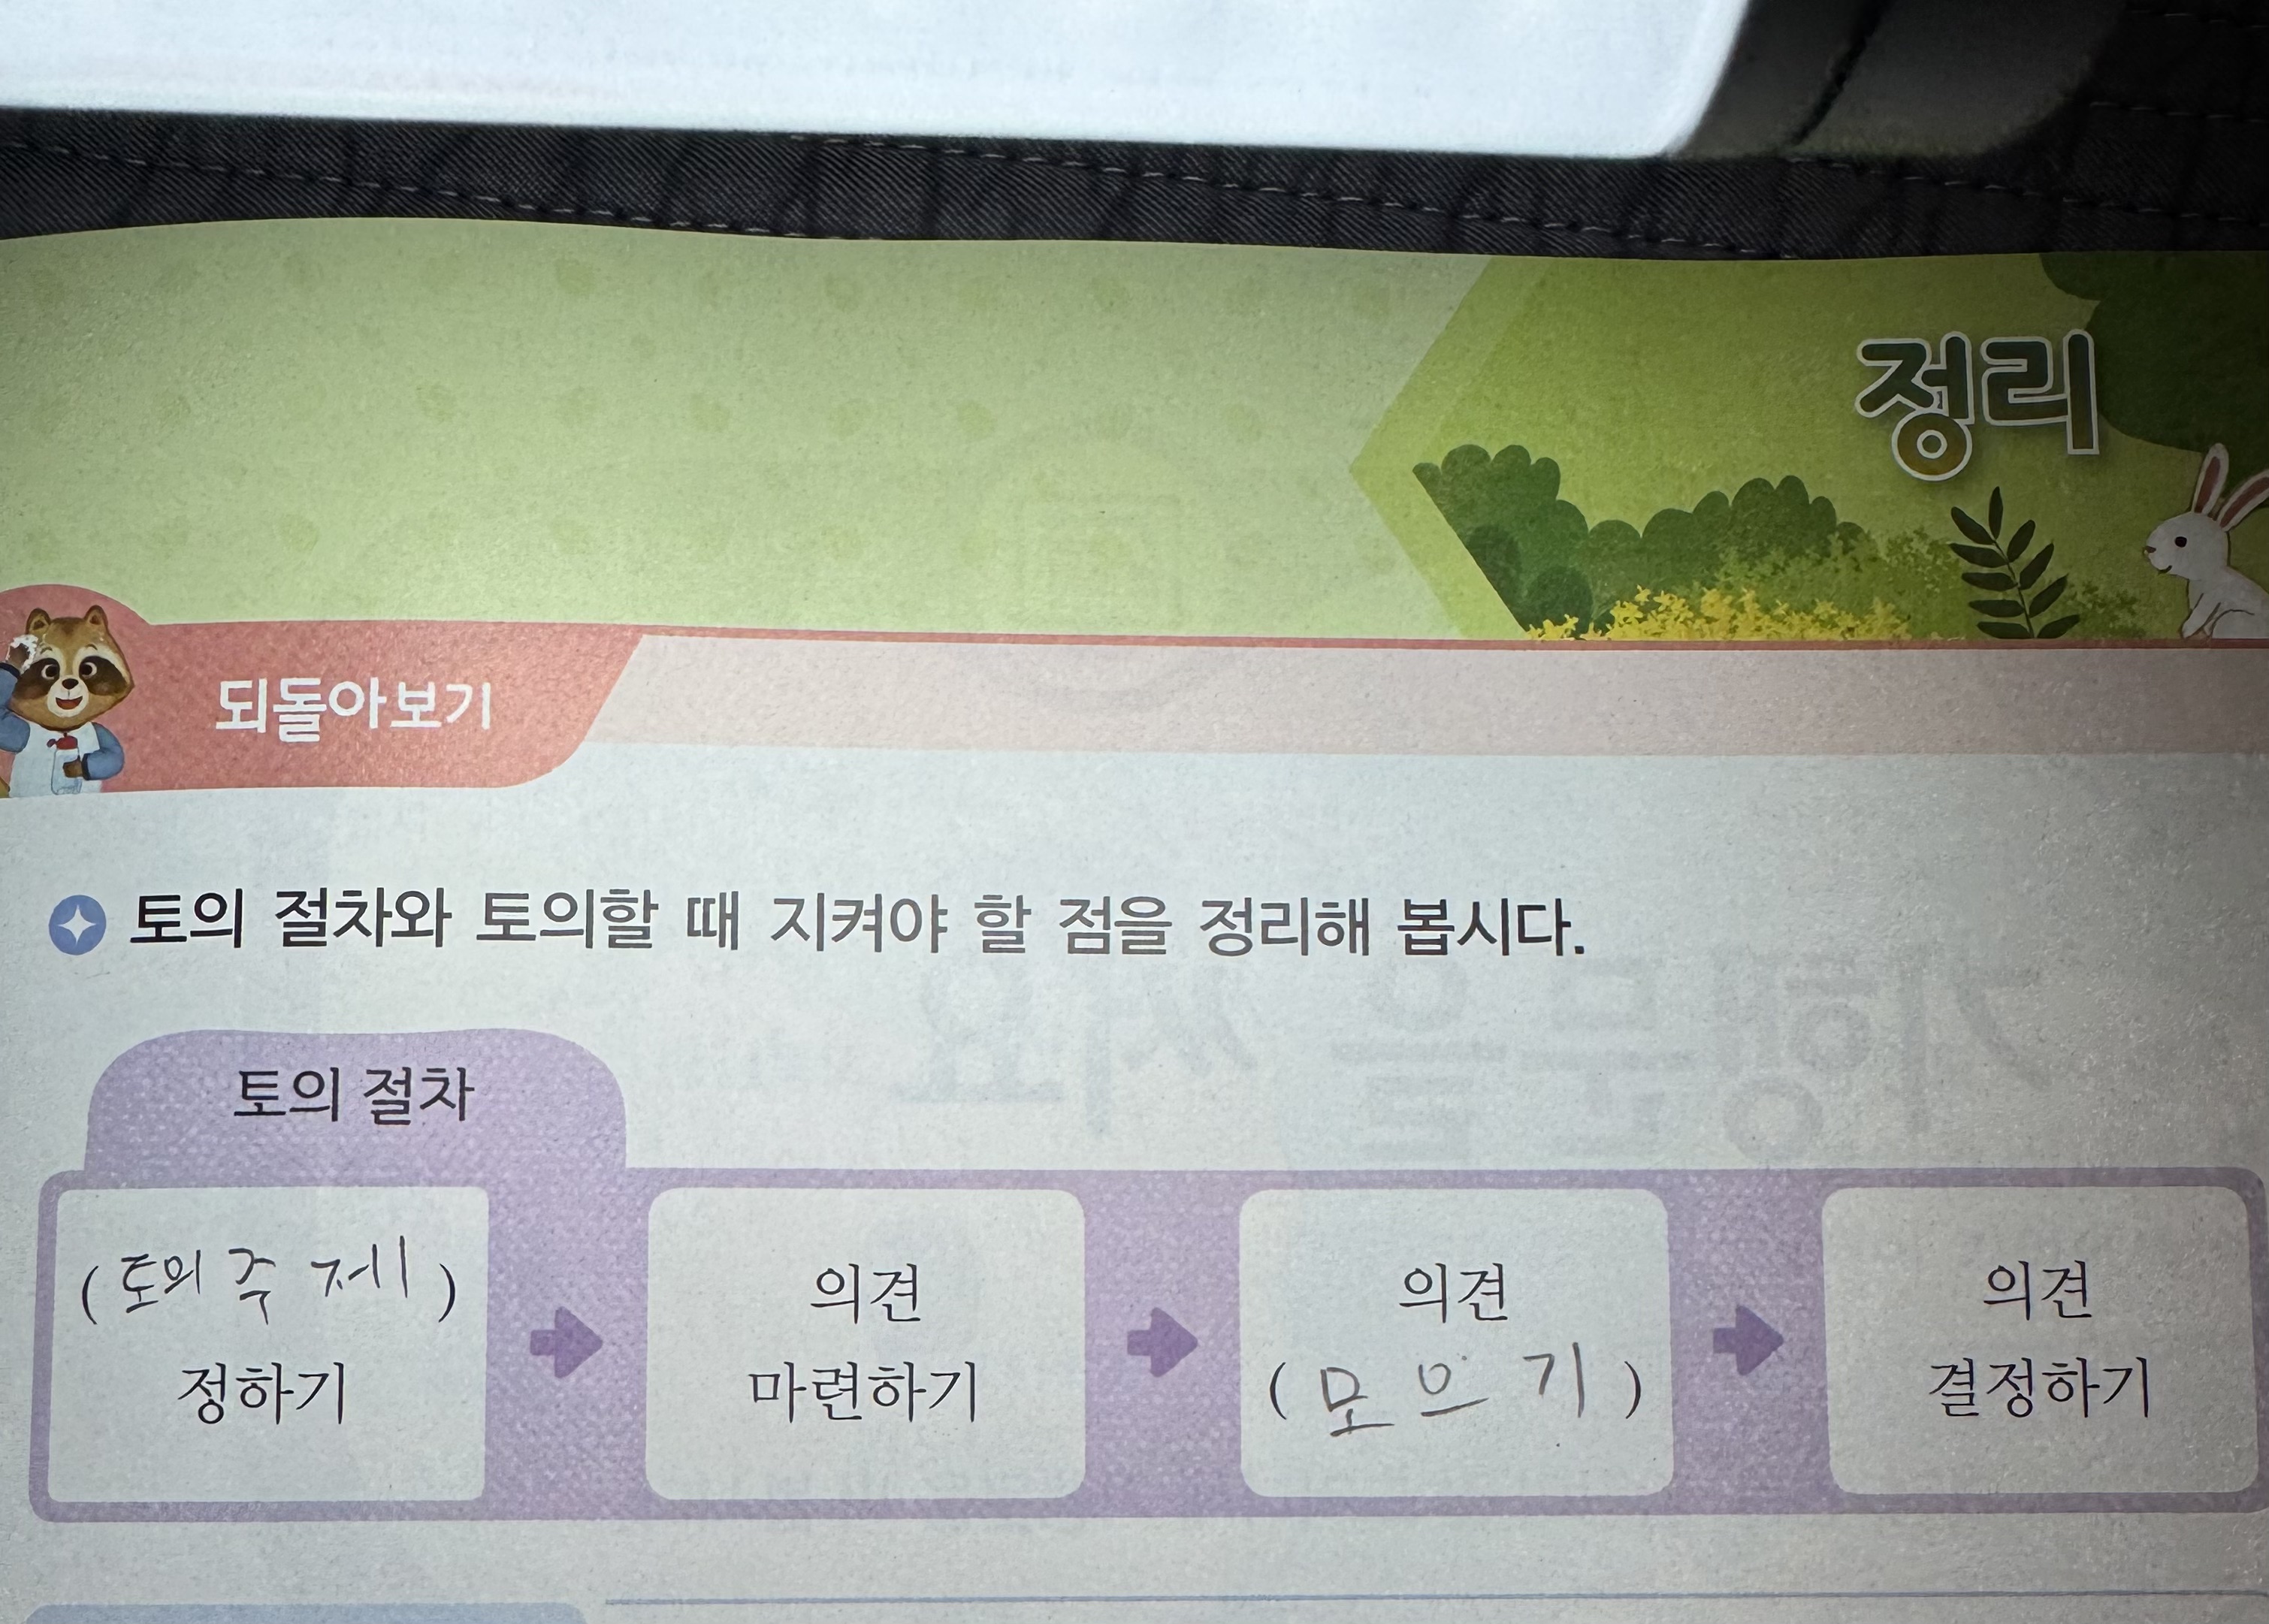 정리
되돌아보기
토의 절차와 토의할 때 지켜야 할 점을 정리해 봅시다.
토의 절차
(토의 주제)
정하기
의견
마련하기
의견
(모으기)
의견
결정하기